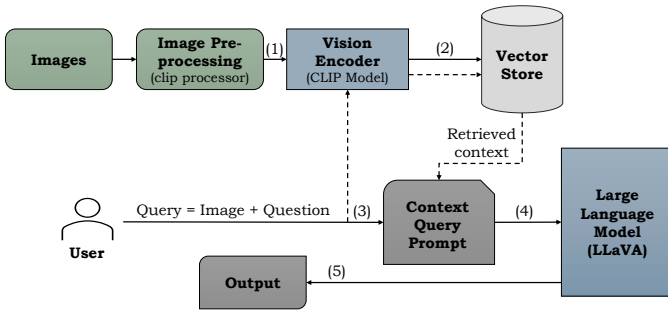 Images
Image Pre-
processing
(clip processor)
(1)
Vision
Encoder
(CLIP Model)
(2)
Vector
Store
Retrieved
context
Query = Image + Question
(3)
User
Context
Query
Prompt
(4)
Large
Language
Model
(LLaVA)
Output
(5)